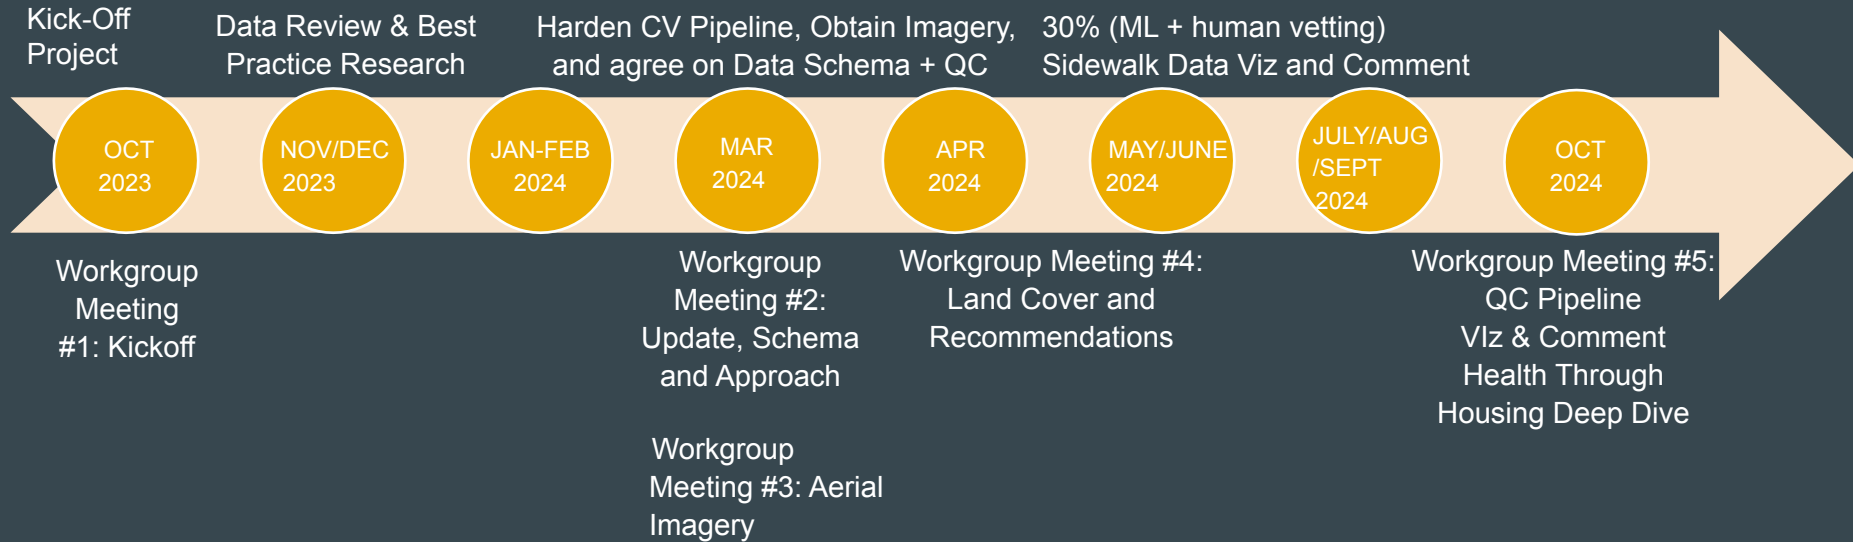 Kick-Off
Project
Data Review & Best
Practice Research
Harden CV Pipeline, Obtain Imagery,
and agree on Data Schema + QC
30% (ML + human vetting)
Sidewalk Data Viz and Comment
OCT
2023
NOV/DEC
2023
JAN-FEB
2024
MAR
2024
APR
2024
MAY/JUNE
2024
JULY/AUG
/SEPT
2024
OCT
2024
Workgroup
Meeting
#1: Kickoff
Workgroup
Meeting #2:
Update, Schema
and Approach
Workgroup
Meeting #3: Aerial
Imagery
Workgroup Meeting #4:
Land Cover and
Recommendations
Workgroup Meeting #5:
QC Pipeline
VIz & Comment
Health Through
Housing Deep Dive